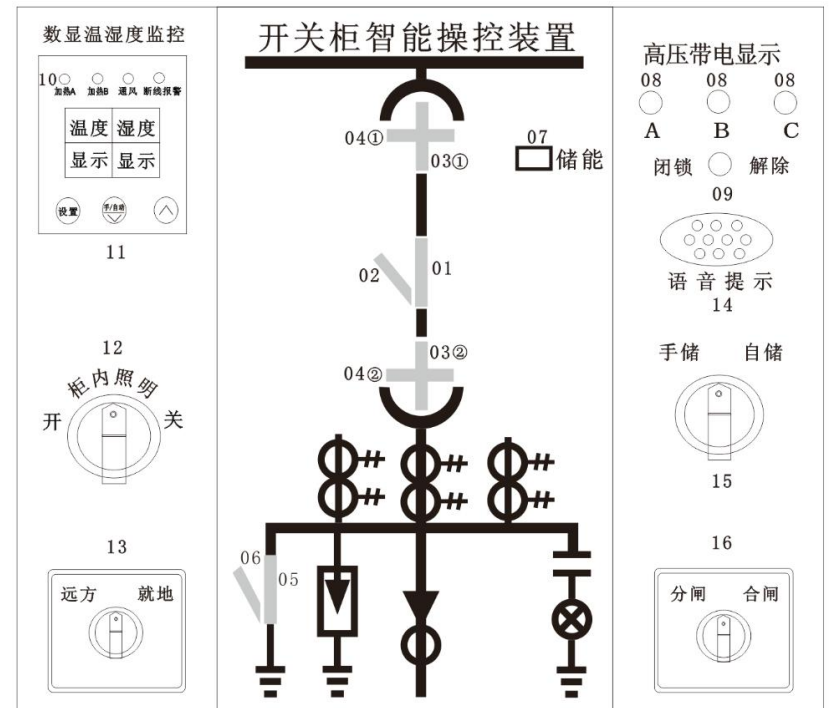 数显温湿度监控
10
加热A 加热B 通风 断线报警
温度 湿度
显示 显示
设置 手/自动
11
12
柜内照明
开 关
13
远方 就地
开关柜智能操控装置
04① 03①
07
储能
02 01
03②
04②
06
05
高压带电显示
08 08 08
A B C
闭锁 解除
09
语音提示
14
手储 自储
15
16
分闸 合闸